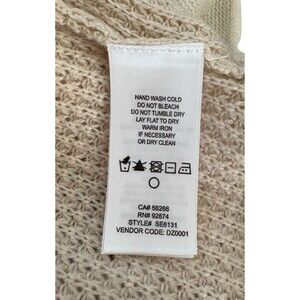 HAND WASH COLD
DO NOT BLEACH
DO NOT TUMBLE DRY
LAY FLAT TO DRY
WARM IRON
IF NECESSARY
OR DRY CLEAN
CA# 56266
RN# 92874
STYLE# SE6131
VENDOR CODE: DZ0001